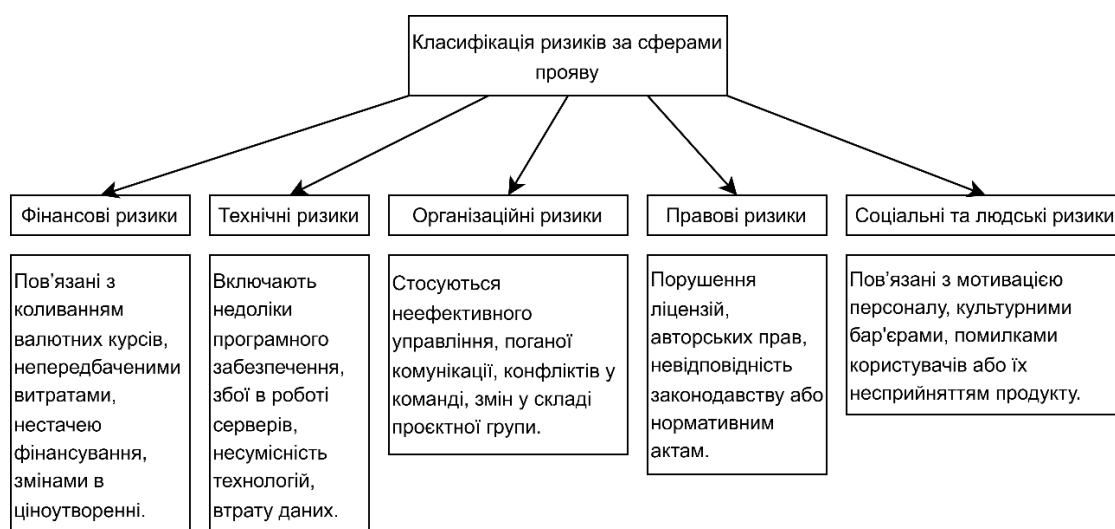 Класифікація ризиків за сферами
прояву
Фінансові ризики
Технічні ризики
Організаційні ризики
Правові ризики
Соціальні та людські ризики
Пов'язані з
коливанням
валютних курсів,
непередбаченими
витратами,
нестачею
фінансування,
змінами в
ціноутворенні.
Включають
недоліки
програмного
забезпечення,
збої в роботі
серверів,
несумісність
технологій,
втрату даних.
Стосуються
неефективного
управління, поганої
комунікації, конфліктів у
команді, змін у складі
проєктної групи.
Порушення
ліцензій,
авторських прав,
невідповідність
законодавству або
нормативним
актам.
Пов’язані з мотивацією
персоналу, культурними
бар'єрами, помилками
користувачів або їх
несприйняттям продукту.